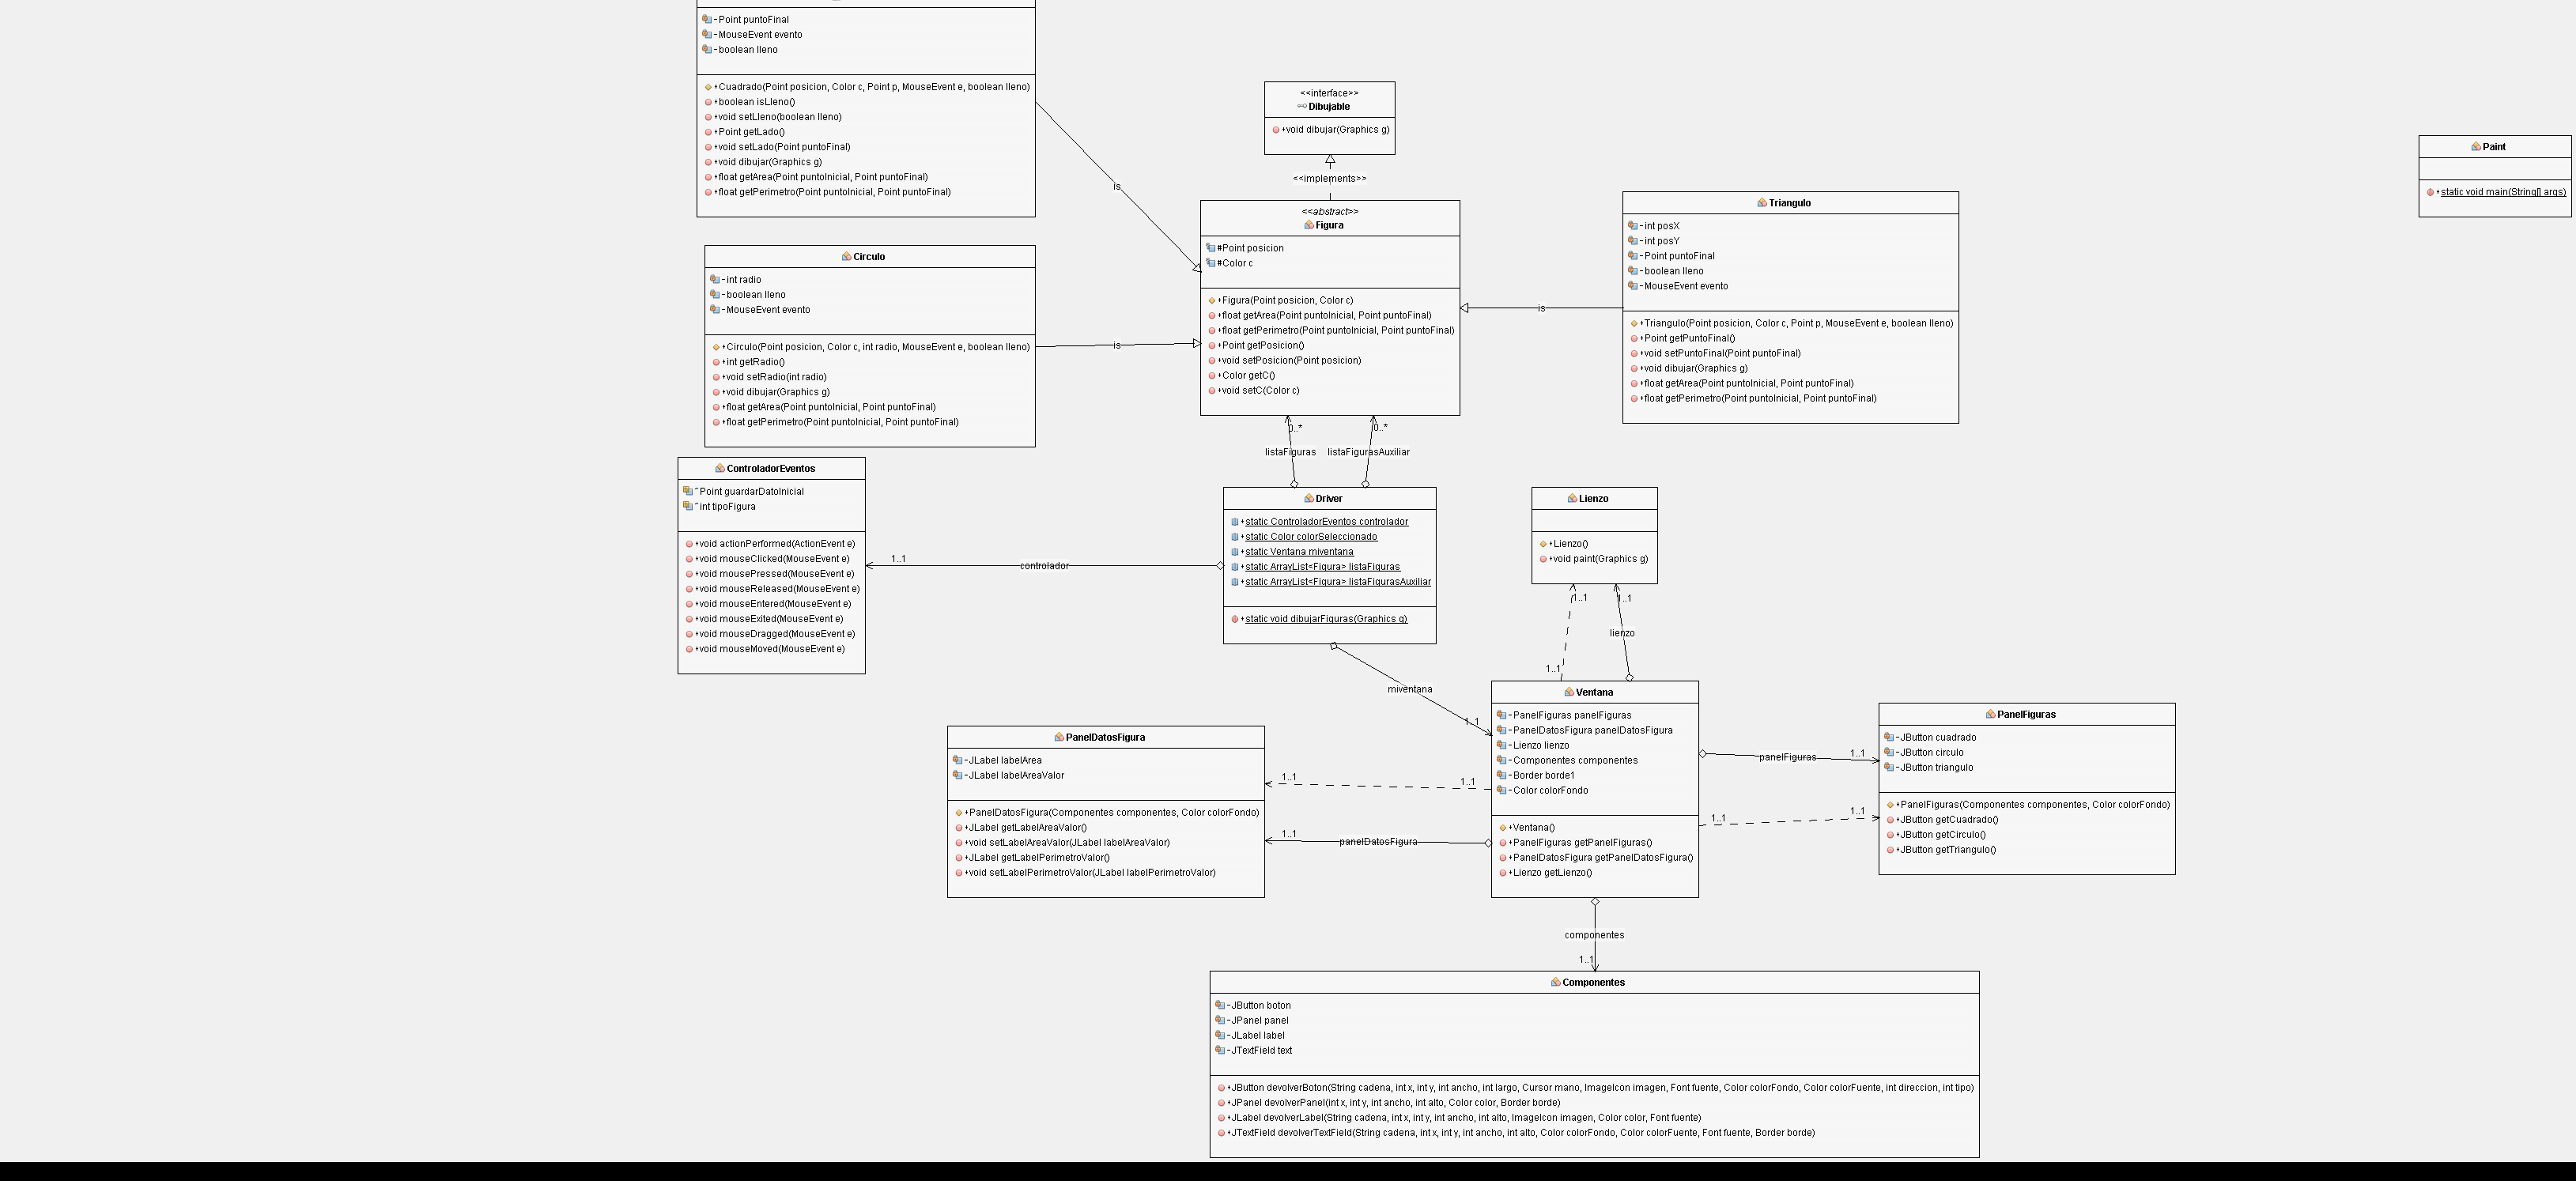 -Point puntoFinal
-MouseEvent evento
-boolean lleno
+Cuadrado(Point posicion, Color c, Point p, MouseEvent e, boolean lleno)
+boolean isLleno()
+void setLleno(boolean lleno)
+Point getLado()
+void setLado(Point puntoFinal)
+void dibujar(Graphics g)
+float getArea(Point puntoInicial, Point puntoFinal)
+float getPerimetro(Point puntoInicial, Point puntoFinal)
is
<<interface>>
Dibujable
+void dibujar(Graphics g)
<<implements>>
Paint
+static void main(String[] args)
<<abstract>>
Figura
#Point posicion
#Color c
+Figura(Point posicion, Color c)
+float getArea(Point puntoInicial, Point puntoFinal)
+float getPerimetro(Point puntoInicial, Point puntoFinal)
+Point getPosicion()
+void setPosicion(Point posicion)
+Color getC()
+void setC(Color c)
Triangulo
-int posX
-int posY
-Point puntoFinal
-boolean lleno
-MouseEvent evento
+Triangulo(Point posicion, Color c, Point p, MouseEvent e, boolean lleno)
+Point getPuntoFinal()
+void setPuntoFinal(Point puntoFinal)
+void dibujar(Graphics g)
+float getArea(Point puntoInicial, Point puntoFinal)
+float getPerimetro(Point puntoInicial, Point puntoFinal)
is
Circulo
-int radio
-boolean lleno
-MouseEvent evento
+Circulo(Point posicion, Color c, int radio, MouseEvent e, boolean lleno)
+int getRadio()
+void setRadio(int radio)
+void dibujar(Graphics g)
+float getArea(Point puntoInicial, Point puntoFinal)
+float getPerimetro(Point puntoInicial, Point puntoFinal)
is
0..*
0..*
listaFiguras
listaFigurasAuxiliar
ControladorEventos
~Point guardarDatoInicial
~int tipoFigura
+void actionPerformed(ActionEvent e)
+void mouseClicked(MouseEvent e)
+void mousePressed(MouseEvent e)
+void mouseReleased(MouseEvent e)
+void mouseEntered(MouseEvent e)
+void mouseExited(MouseEvent e)
+void mouseDragged(MouseEvent e)
+void mouseMoved(MouseEvent e)
1..1
controlador
Driver
+static ControladorEventos controlador
+static Color colorSeleccionado
+static Ventana miventana
+static ArrayList<Figura> listaFiguras
+static ArrayList<Figura> listaFigurasAuxiliar
+static void dibujarFiguras(Graphics g)
Lienzo
+Lienzo()
+void paint(Graphics g)
1..1
1..1
lienzo
1..1
miventana
1..1
Ventana
-PanelFiguras panelFiguras
-PanelDatosFigura panelDatosFigura
-Lienzo lienzo
-Componentes componentes
-Border borde1
-Color colorFondo
+Ventana()
+PanelFiguras getPanelFiguras()
+PanelDatosFigura getPanelDatosFigura()
+Lienzo getLienzo()
PanelDatosFigura
-JLabel labelArea
-JLabel labelAreaValor
+PanelDatosFigura(Componentes componentes, Color colorFondo)
+JLabel getLabelAreaValor()
+void setLabelAreaValor(JLabel labelAreaValor)
+JLabel getLabelPerimetroValor()
+void setLabelPerimetroValor(JLabel labelPerimetroValor)
1..1
1..1
1..1
panelDatosFigura
panelFiguras
1..1
1..1
1..1
PanelFiguras
-JButton cuadrado
-JButton circulo
-JButton triangulo
+PanelFiguras(Componentes componentes, Color colorFondo)
+JButton getCuadrado()
+JButton getCirculo()
+JButton getTriangulo()
componentes
1..1
Componentes
-JButton boton
-JPanel panel
-JLabel label
-JTextField text
+JButton devolverBoton(String cadena, int x, int y, int ancho, int largo, Cursor mano, ImageIcon imagen, Font fuente, Color colorFondo, Color colorFuente, int direccion, int tipo)
+JPanel devolverPanel(int x, int y, int ancho, int alto, Color color, Border borde)
+JLabel devolverLabel(String cadena, int x, int y, int ancho, int alto, ImageIcon imagen, Color color, Font fuente)
+JTextField devolverTextField(String cadena, int x, int y, int ancho, int alto, Color colorFondo, Color colorFuente, Font fuente, Border borde)